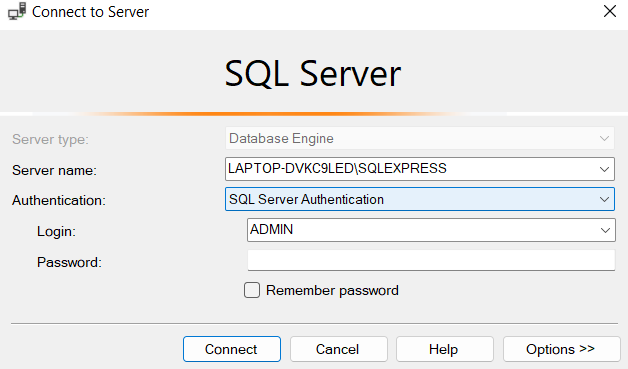 Connect to Server
SQL Server
Server type: Database Engine
Server name: LAPTOP-DVKC9LED\SQLEXPRESS
Authentication: SQL Server Authentication
Login: ADMIN
Password:
Remember password
Connect Cancel Help Options >>